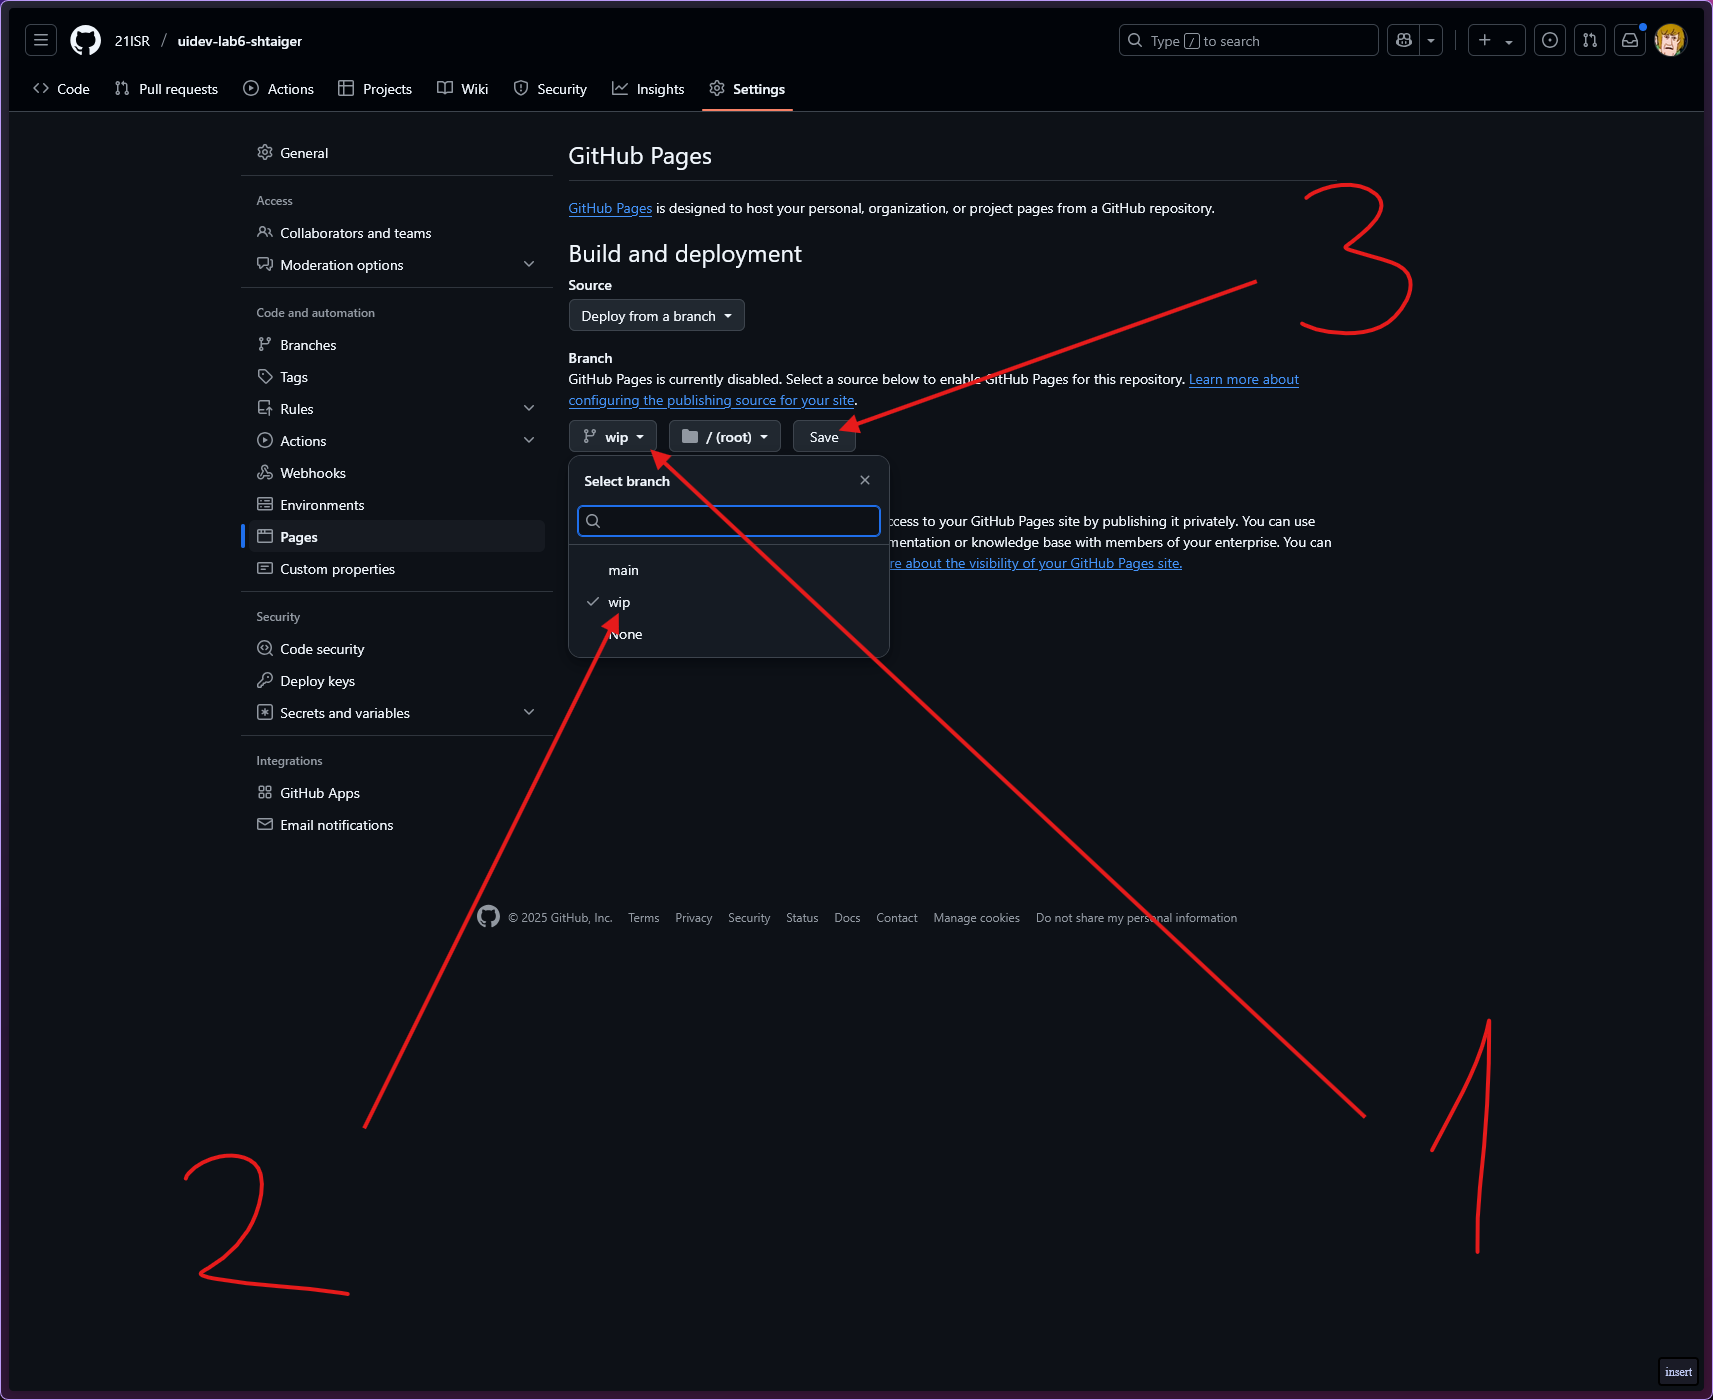 21ISR / uidev-lab6-shtaiger
Type / to search
Code
Pull requests
Actions
Projects
Wiki
Security
Insights
Settings
General
Access
Collaborators and teams
Moderation options
Code and automation
Branches
Tags
Rules
Actions
Webhooks
Environments
Pages
Custom properties
Security
Code security
Deploy keys
Secrets and variables
Integrations
GitHub Apps
Email notifications
GitHub Pages
GitHub Pages is designed to host your personal, organization, or project pages from a GitHub repository.
Build and deployment
Source
Deploy from a branch
Branch
GitHub Pages is currently disabled. Select a source below to enable GitHub Pages for this repository. Learn more about
configuring the publishing source for your site.
wip
/ (root)
Save
Select branch
main
wip
None
ccess to your GitHub Pages site by publishing it privately. You can use
mentation or knowledge base with members of your enterprise. You can
re about the visibility of your GitHub Pages site.
3
2
1
© 2025 GitHub, Inc. Terms Privacy Security Status Docs Contact Manage cookies Do not share my personal information
insert